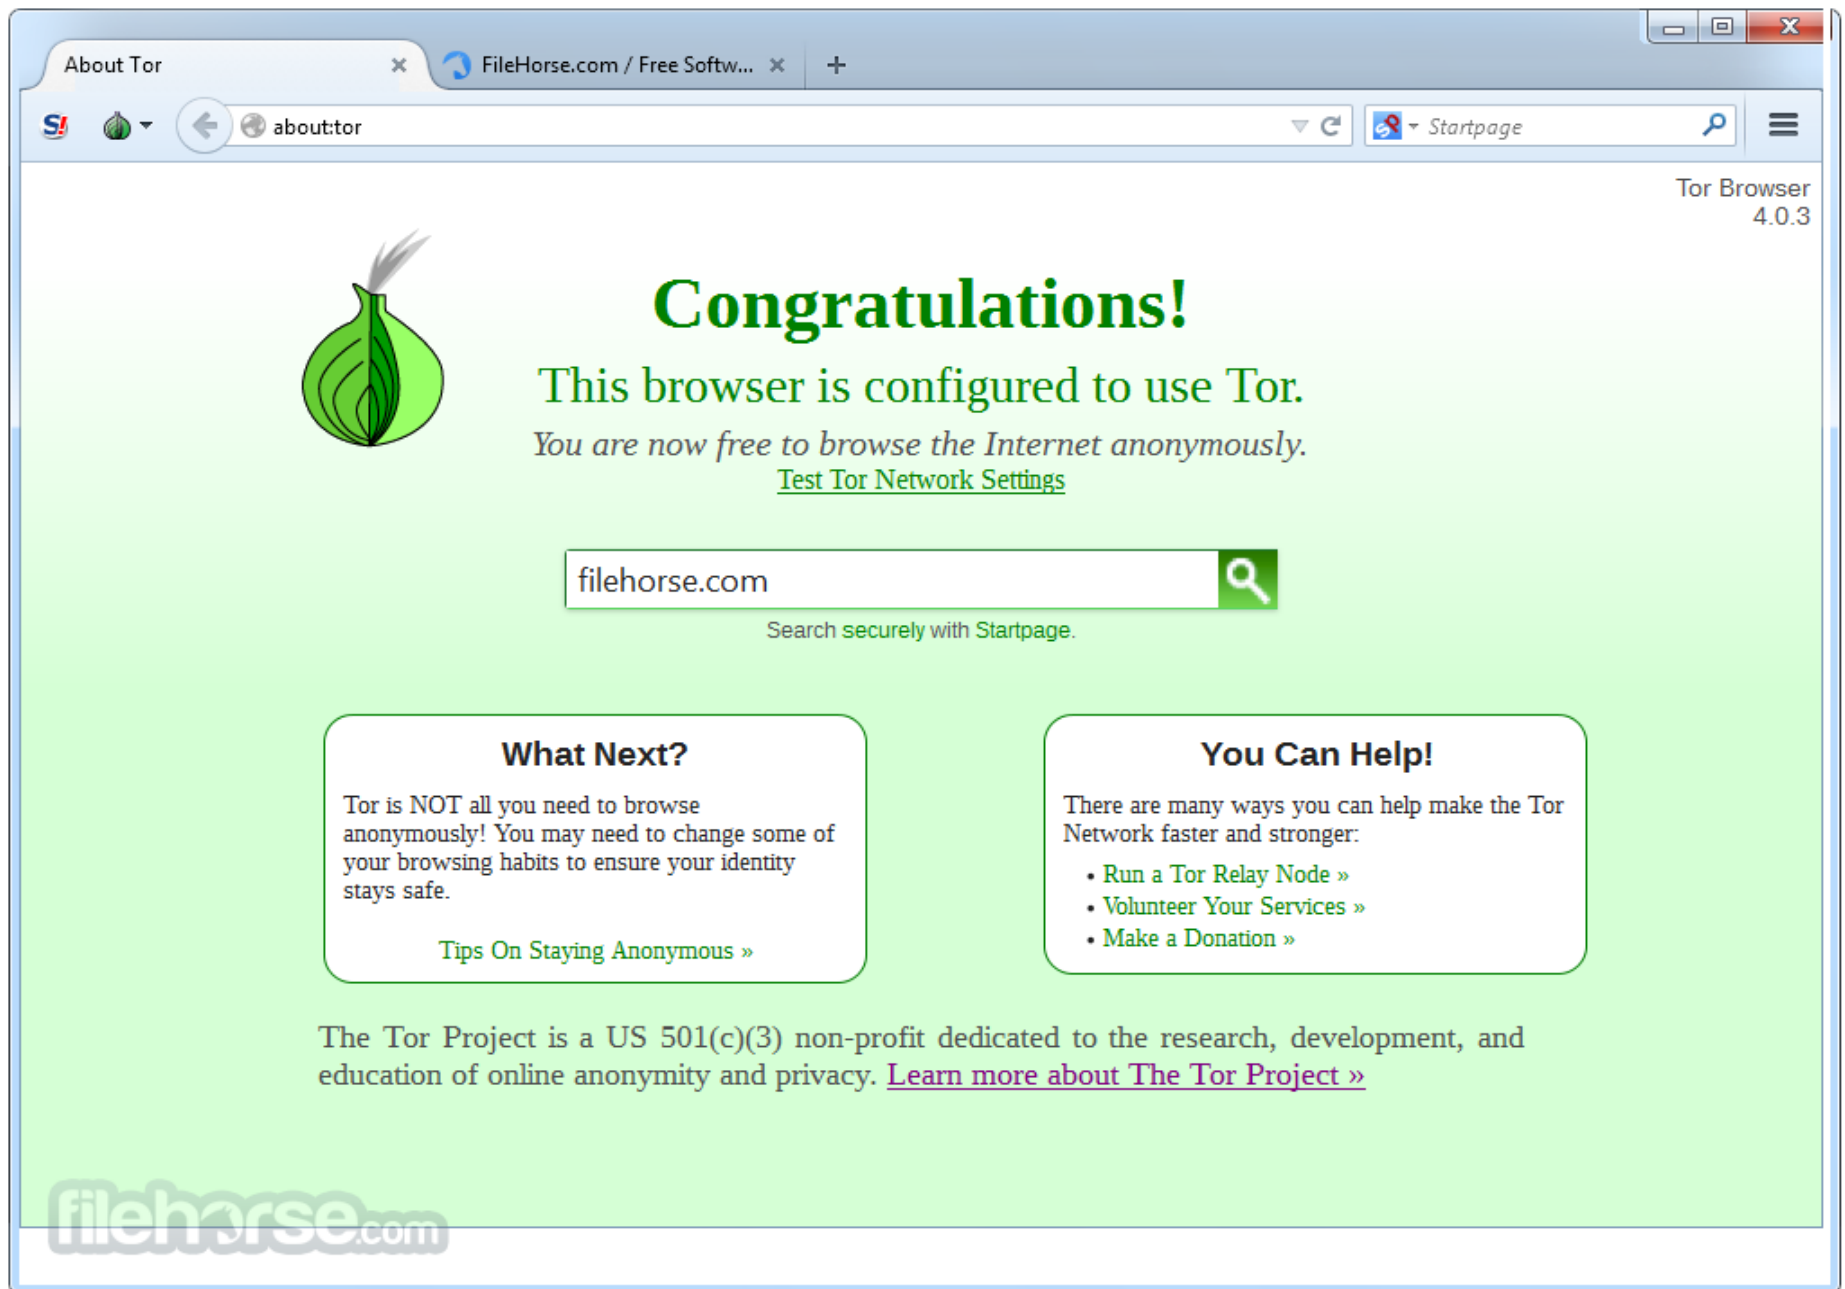 About Tor
FileHorse.com / Free Softw...
S!
about:tor
Startpage
Tor Browser
4.0.3
Congratulations!
This browser is configured to use Tor.
You are now free to browse the Internet anonymously.
Test Tor Network Settings
filehorse.com
Search securely with Startpage.
What Next?
Tor is NOT all you need to browse
anonymously! You may need to change some of
your browsing habits to ensure your identity
stays safe.
Tips On Staying Anonymous »
You Can Help!
There are many ways you can help make the Tor
Network faster and stronger:
• Run a Tor Relay Node »
• Volunteer Your Services »
• Make a Donation »
The Tor Project is a US 501(c)(3) non-profit dedicated to the research, development, and
education of online anonymity and privacy. Learn more about The Tor Project »
filehorse.com